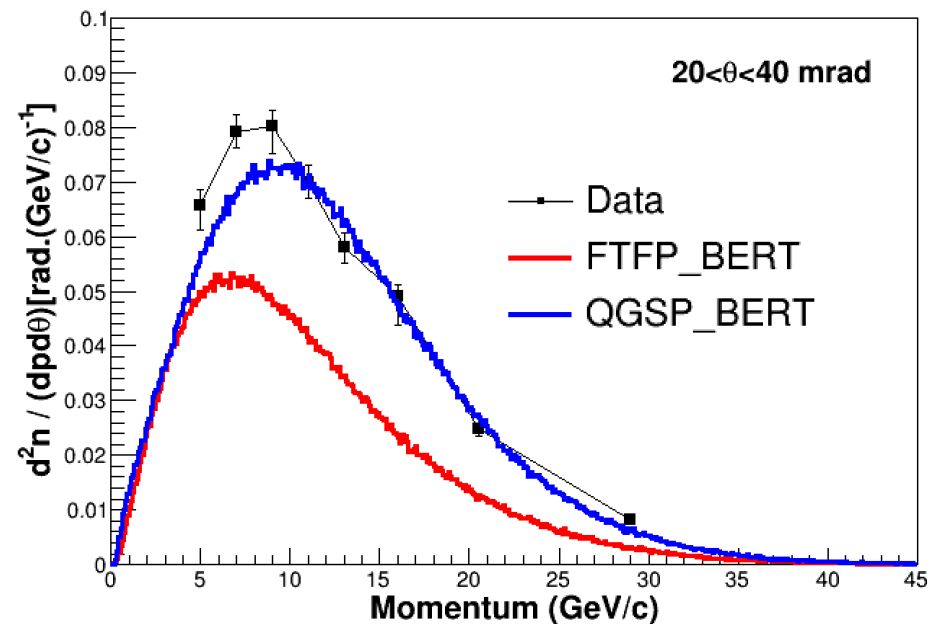 20<θ<40 mrad
d²n / (dpdθ)[rad.(GeV/c)⁻¹]
0.1
0.09
0.08
0.07
0.06
0.05
0.04
0.03
0.02
0.01
0
Data
FTFP_BERT
QGSP_BERT
0 5 10 15 20 25 30 35 40 45
Momentum (GeV/c)